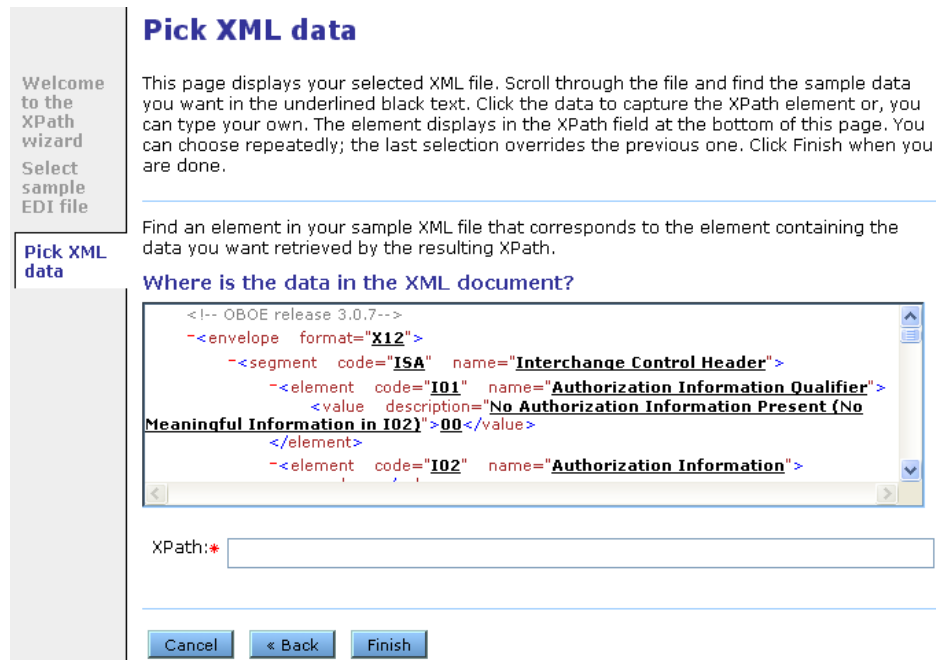 Pick XML data
Welcome
to the
XPath
wizard
Select
sample
EDI file
Pick XML
data
This page displays your selected XML file. Scroll through the file and find the sample data
you want in the underlined black text. Click the data to capture the XPath element or, you
can type your own. The element displays in the XPath field at the bottom of this page. You
can choose repeatedly; the last selection overrides the previous one. Click Finish when you
are done.
Find an element in your sample XML file that corresponds to the element containing the
data you want retrieved by the resulting XPath.
Where is the data in the XML document?
<!-- OBOE release 3.0.7-->
-<envelope format="X12">
-<segment code="ISA" name="Interchange Control Header">
-<element code="I01" name="Authorization Information Qualifier">
<value description="No Authorization Information Present (No
Meaningful Information in I02)">00</value>
</element>
-<element code="I02" name="Authorization Information">
XPath:*
Cancel
« Back
Finish